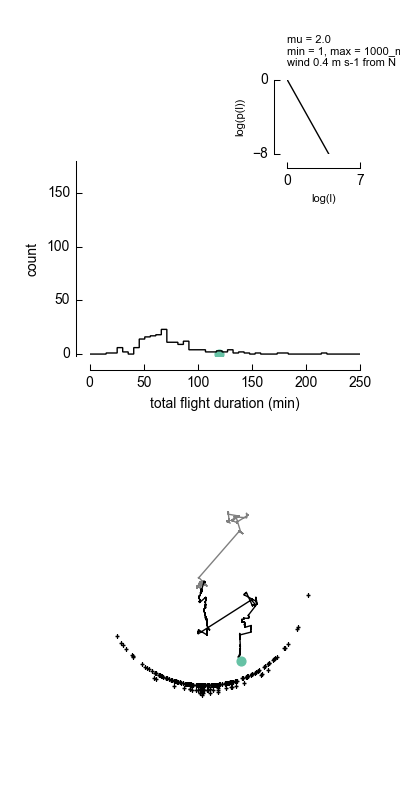 mu = 2.0
min = 1, max = 1000_m
wind 0.4 m s-1 from N
0
log(p(l))
−8
0
7
log(l)
150
100
50
0
count
0
50
100
150
200
250
total flight duration (min)